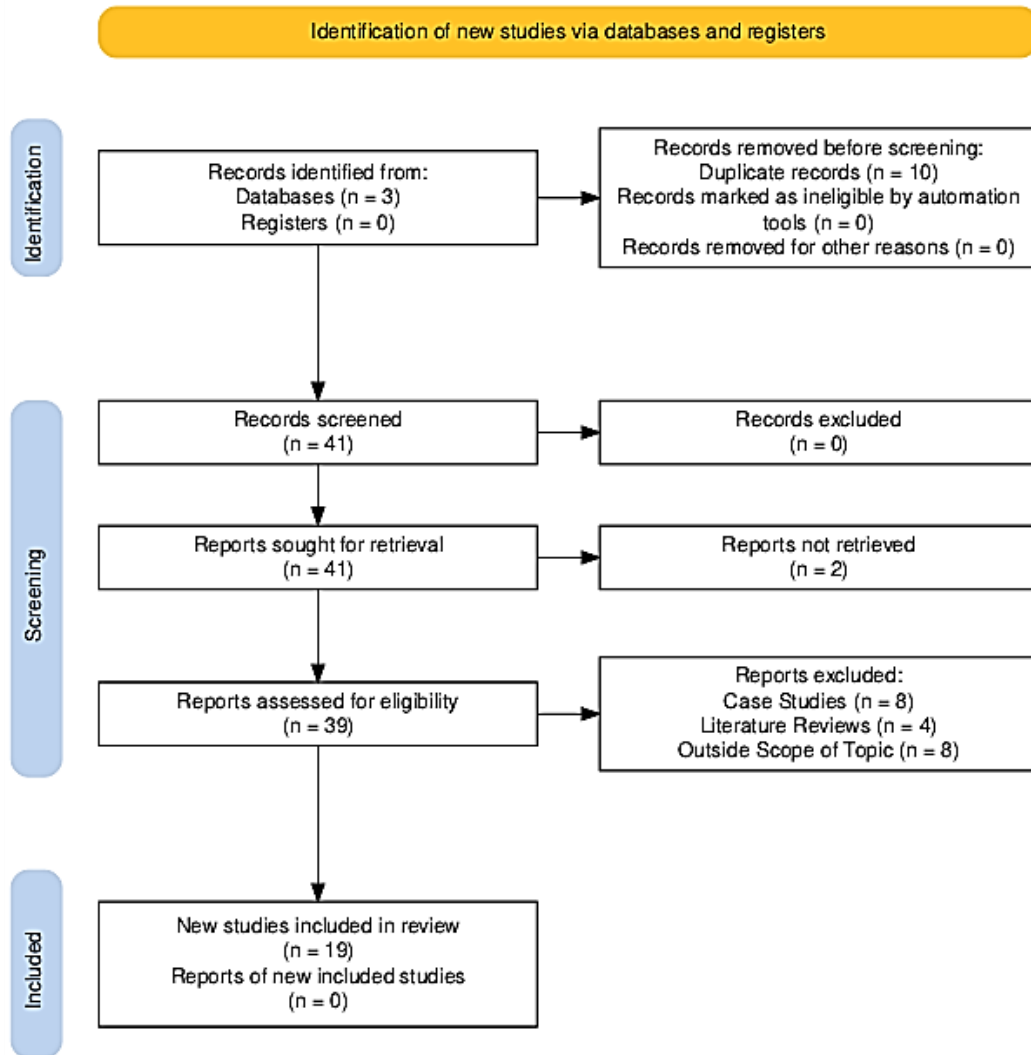 Identification of new studies via databases and registers
Identification
Records identified from:
Databases (n = 3)
Registers (n = 0)
Records removed before screening:
Duplicate records (n = 10)
Records marked as ineligible by automation
tools (n = 0)
Records removed for other reasons (n = 0)
Screening
Records screened
(n = 41)
Records excluded
(n = 0)
Reports sought for retrieval
(n = 41)
Reports not retrieved
(n = 2)
Reports assessed for eligibility
(n = 39)
Reports excluded:
Case Studies (n = 8)
Literature Reviews (n = 4)
Outside Scope of Topic (n = 8)
Included
New studies included in review
(n = 19)
Reports of new included studies
(n = 0)